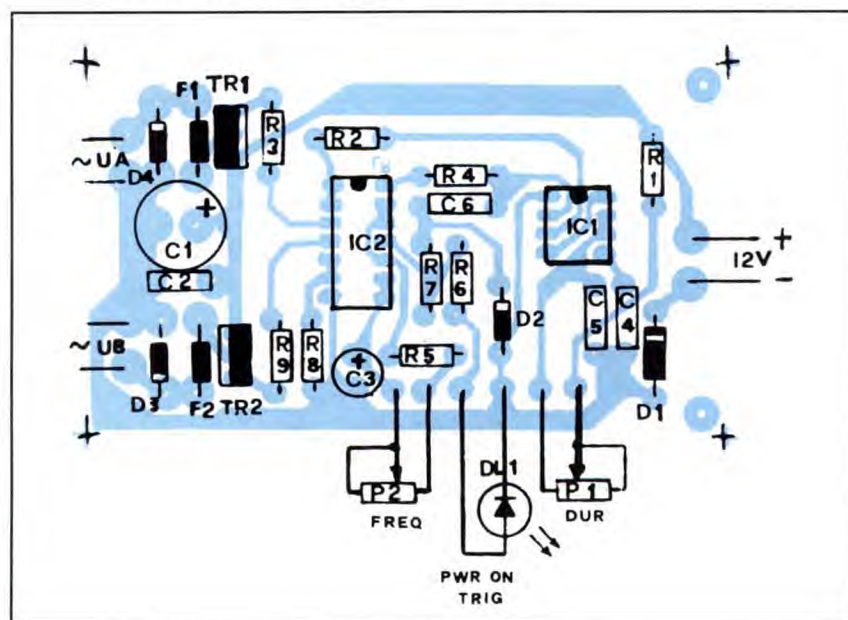 F1 TR1
R3
R2
~ UA
D4
R4
C6
R1
IC2
IC1
C1
+
12V
-
C2
R7
R6
C5
C4
D2
~ UB
D3
F2 TR2
R9
R8
C3
R5
D1
DL1
P2
FREQ
P1
DUR
PWR ON
TRIG